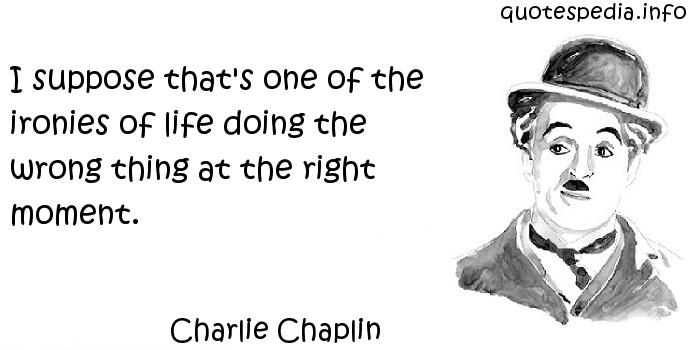 quotespedia.info
I suppose that's one of the
ironies of life doing the
wrong thing at the right
moment.
Charlie Chaplin